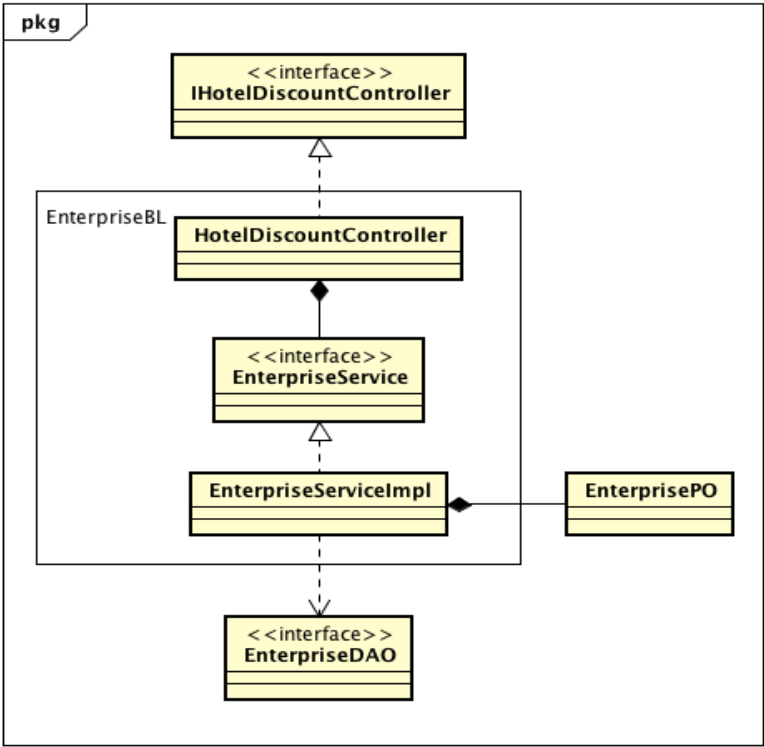 pkg
<<interface>>
IHotelDiscountController
EnterpriseBL
HotelDiscountController
<<interface>>
EnterpriseService
EnterpriseServiceImpl
EnterprisePO
<<interface>>
EnterpriseDAO